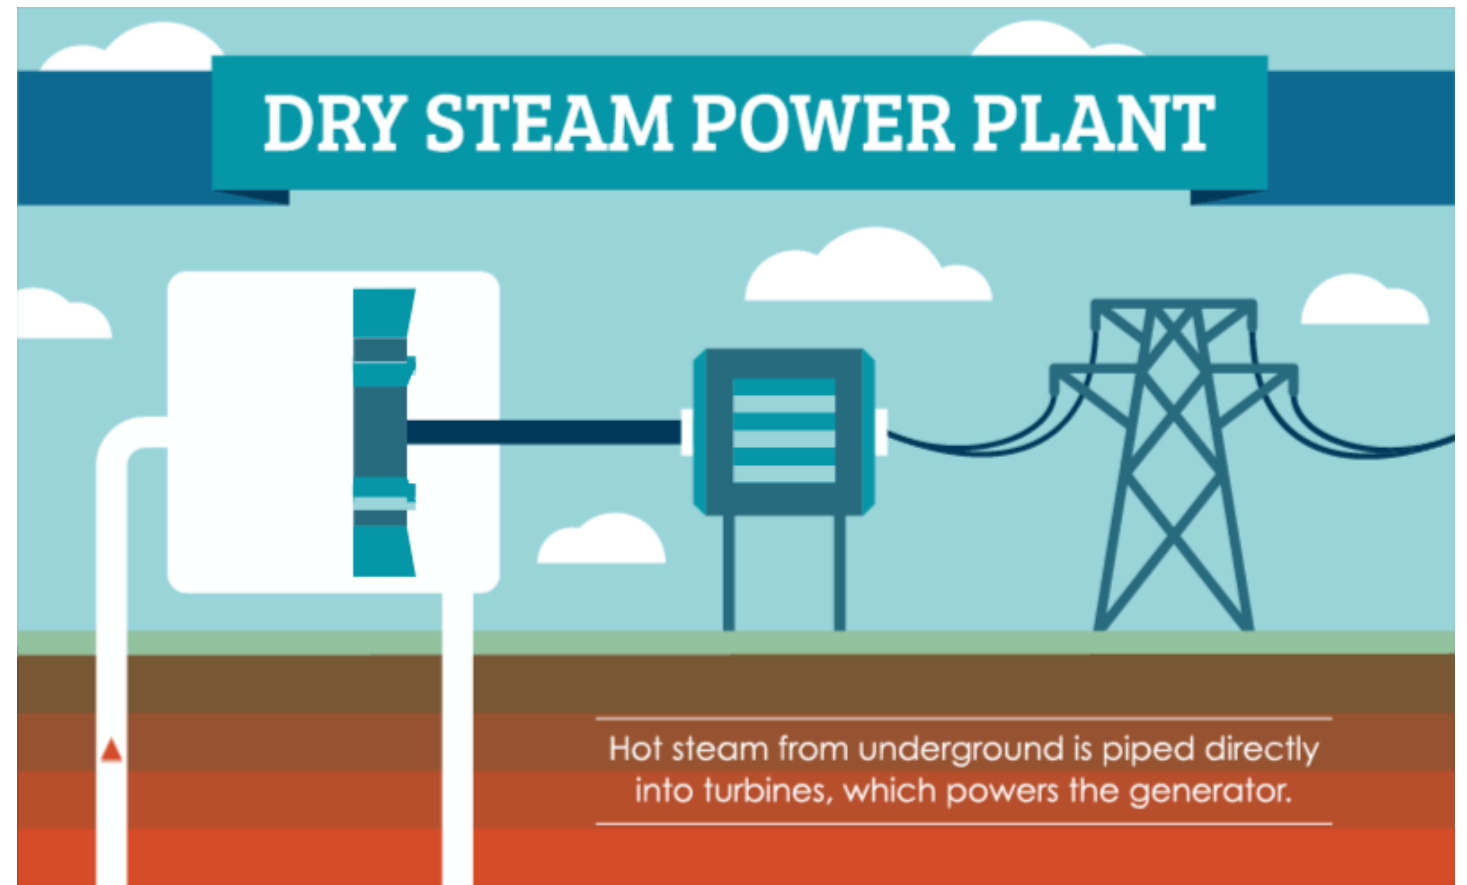 DRY STEAM POWER PLANT
Hot steam from underground is piped directly
into turbines, which powers the generator.